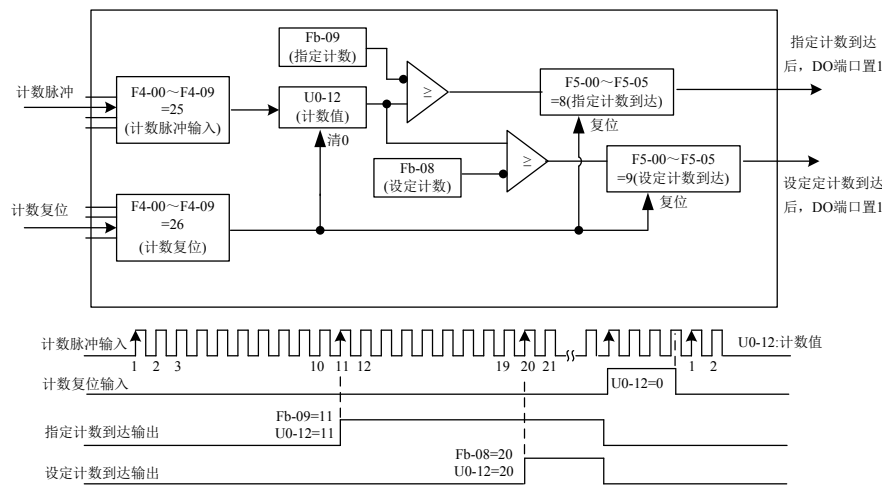 Fb-09
(指定计数)
指定计数到达
后，DO端口置1
计数脉冲
F4-00～F4-09
=25
(计数脉冲输入)
U0-12
(计数值)
≥
F5-00～F5-05
=8(指定计数到达)
清0
复位
Fb-08
(设定计数)
≥
F5-00～F5-05
=9(设定计数到达)
设定定计数到达
后，DO端口置1
计数复位
F4-00～F4-09
=26
(计数复位)
复位
计数脉冲输入
U0-12:计数值
1 2 3 10 11 12 19 20 21 1 2
计数复位输入
U0-12=0
指定计数到达输出
Fb-09=11
U0-12=11
设定计数到达输出
Fb-08=20
U0-12=20